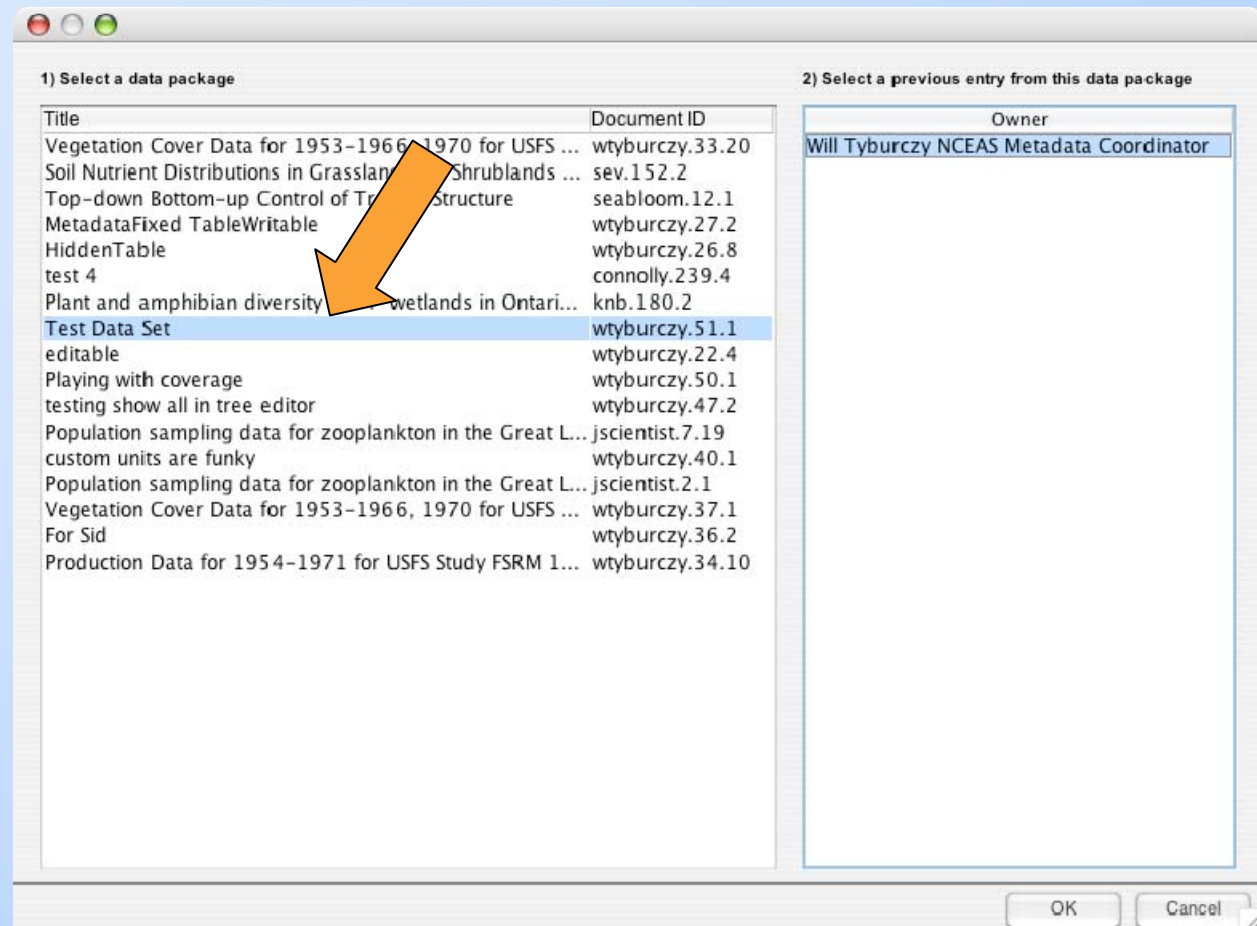 1) Select a data package
2) Select a previous entry from this data package
Title Document ID
Vegetation Cover Data for 1953-1966, 1970 for USFS ... wtyburczy.33.20
Soil Nutrient Distributions in Grassland Shrublands ... sev.152.2
Top-down Bottom-up Control of Structure seabloom.12.1
MetadataFixed TableWritable wtyburczy.27.2
HiddenTable wtyburczy.26.8
test 4 connolly.239.4
Plant and amphibian diversity wetlands in Ontari... knb.180.2
Test Data Set wtyburczy.51.1
editable wtyburczy.22.4
Playing with coverage wtyburczy.50.1
testing show all in tree editor wtyburczy.47.2
Population sampling data for zooplankton in the Great L... jscientist.7.19
custom units are funky wtyburczy.40.1
Population sampling data for zooplankton in the Great L... jscientist.2.1
Vegetation Cover Data for 1953-1966, 1970 for USFS ... wtyburczy.37.1
For Sid wtyburczy.36.2
Production Data for 1954-1971 for USFS Study FSRM 1... wtyburczy.34.10
Owner
Will Tyburczy NCEAS Metadata Coordinator
OK Cancel